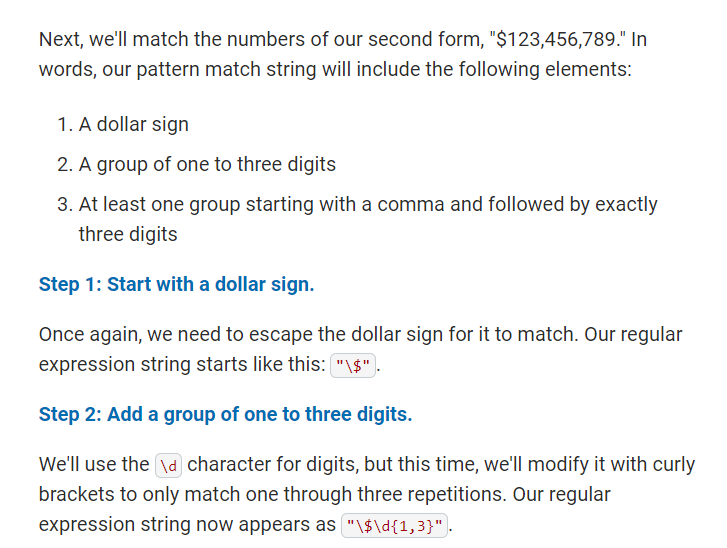 Next, we'll match the numbers of our second form, "$123,456,789." In
words, our pattern match string will include the following elements:
1. A dollar sign
2. A group of one to three digits
3. At least one group starting with a comma and followed by exactly
three digits
Step 1: Start with a dollar sign.
Once again, we need to escape the dollar sign for it to match. Our regular
expression string starts like this: "\$".
Step 2: Add a group of one to three digits.
We'll use the \d character for digits, but this time, we'll modify it with curly
brackets to only match one through three repetitions. Our regular
expression string now appears as "\$\d{1,3}".